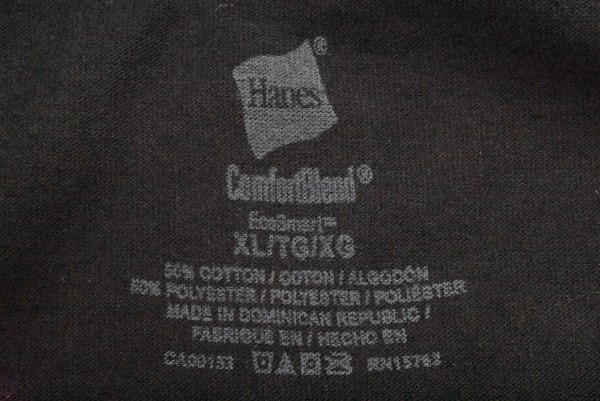 Hanes®
ComfortBlend®
EcoSmart™
XL/TG/XG
50% COTTON / COTON / ALGODÓN
50% POLYESTER / POLYESTER / POLIÉSTER
MADE IN DOMINICAN REPUBLIC /
FABRIQUE EN / HECHO EN
CA00153 RN15763